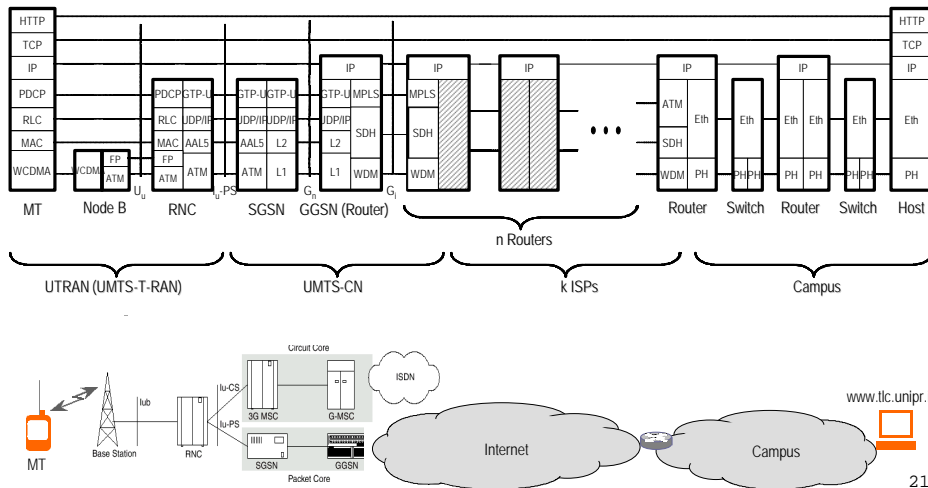 HTTP HTTP
TCP TCP
IP IP IP IP IP IP IP
PDCP PDCP GTP-U GTP-U GTP-U GTP-U MPLS MPLS
ATM Eth Eth Eth Eth Eth Eth
RLC RLC UDP/IP UDP/IP UDP/IP UDP/IP
SDH SDH
MAC MAC AAL5 AAL5 L2 L2 SDH
WCDMA WCDMA FP FP
ATM ATM ATM ATM L1 L1 WDM WDM WDM PH PH PH PH PH PH PH PH
Uu Iu-PS Gn Gi
MT Node B RNC SGSN GGSN (Router) Router Switch Router Switch Host
n Routers
UTRAN (UMTS-T-RAN) UMTS-CN k ISPs Campus
Circuit Core
ISDN
Iu-CS
3G MSC G-MSC
www.tlc.unipr.
Iub
Iu-PS
Internet Campus
MT Base Station RNC SGSN GGSN
Packet Core
21